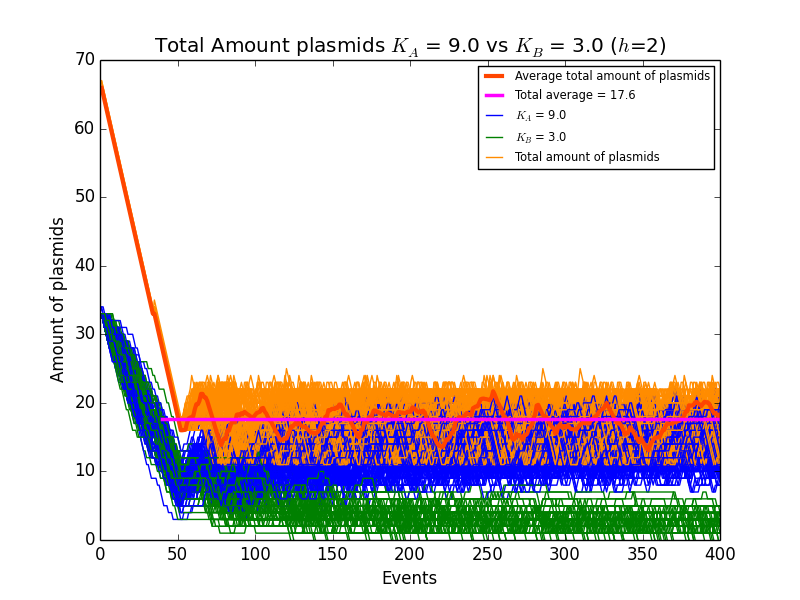 Total Amount plasmids K_A = 9.0 vs K_B = 3.0 (h=2)
Average total amount of plasmids
Total average = 17.6
K_A = 9.0
K_B = 3.0
Total amount of plasmids
70
60
50
40
30
20
10
0
Amount of plasmids
0 50 100 150 200 250 300 350 400
Events